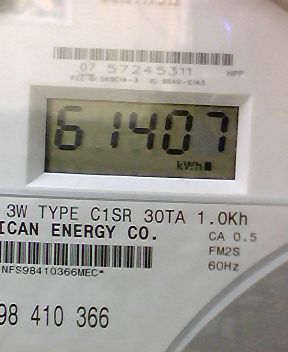 07 57245311 HPP
61407
kWh
3W TYPE C1SR 30TA 1.0Kh
ICAN ENERGY CO.
CA 0.5
FM2S
60Hz
NFS98410366MEC*
98 410 366